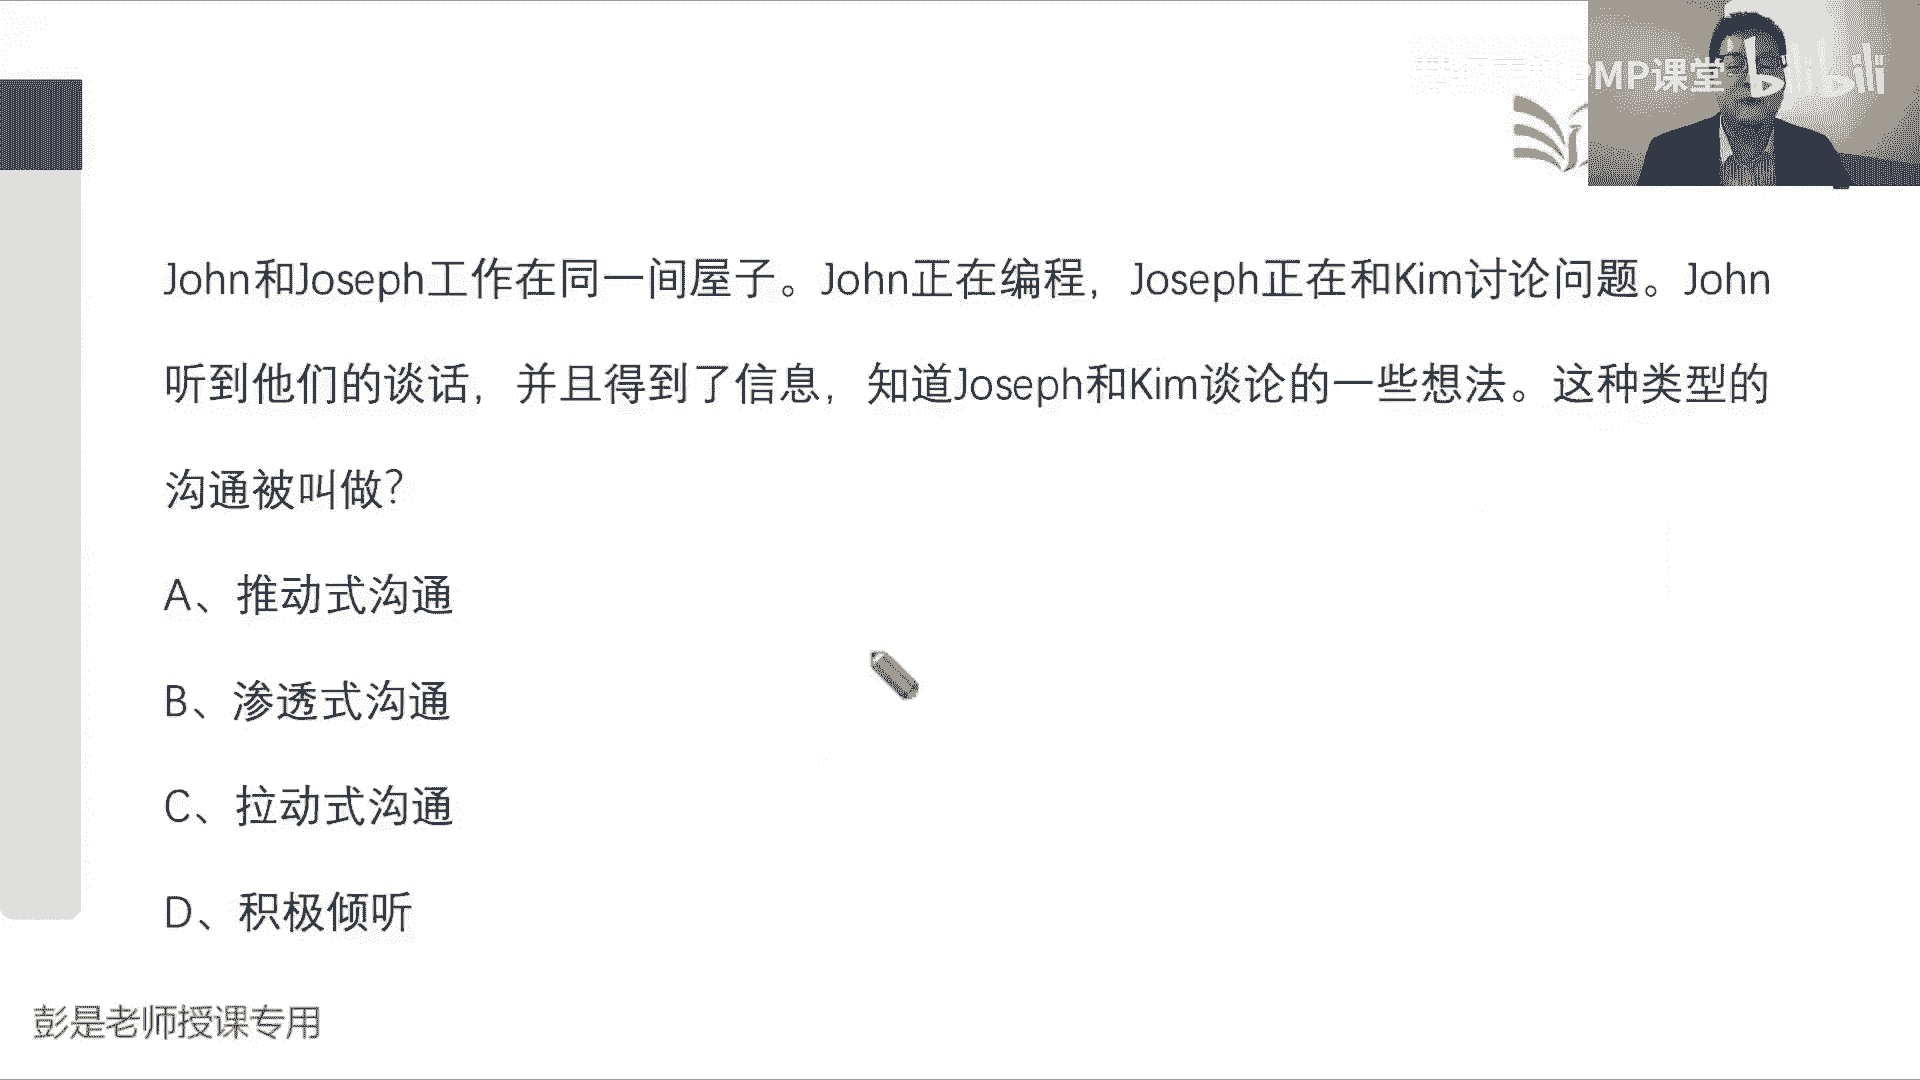 PMP课堂 bilibili
John和Joseph工作在同一间屋子。John正在编程，Joseph正在和Kim讨论问题。John
听到他们的谈话，并且得到了信息，知道Joseph和Kim谈论的一些想法。这种类型的
沟通被叫做？
A、推动式沟通
B、渗透式沟通
C、拉动式沟通
D、积极倾听
彭是老师授课专用